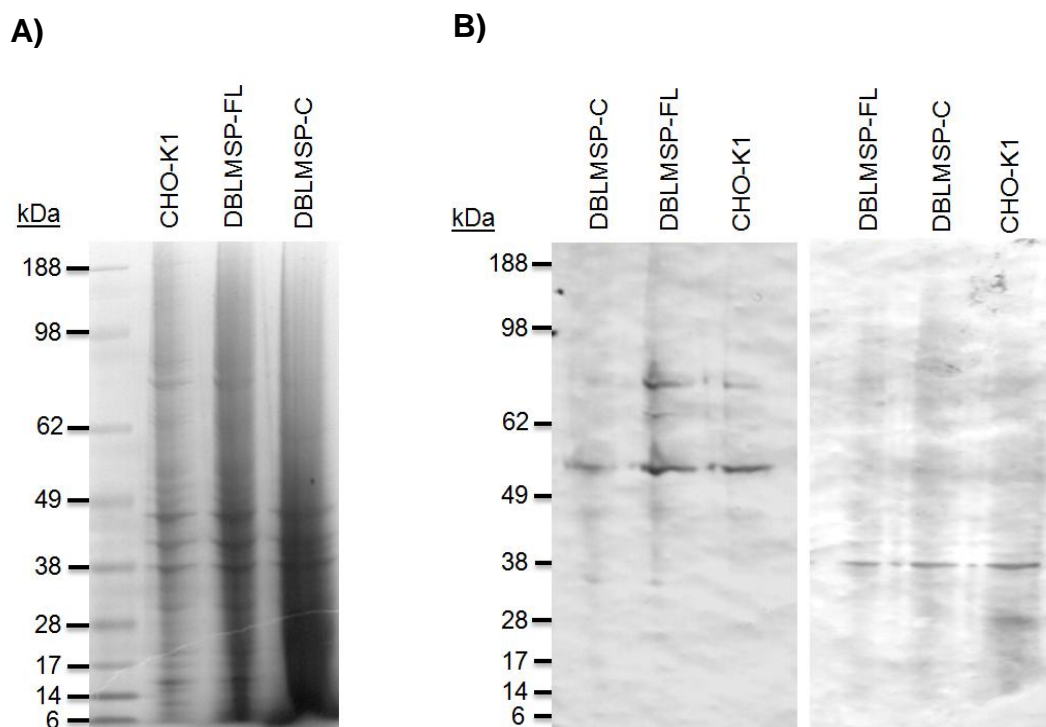 A)
kDa
CHO-K1
DBLMSP-FL
DBLMSP-C
188
98
62
49
38
28
17
14
6
B)
kDa
DBLMSP-C
DBLMSP-FL
CHO-K1
DBLMSP-FL
DBLMSP-C
CHO-K1
188
98
62
49
38
28
17
14
6